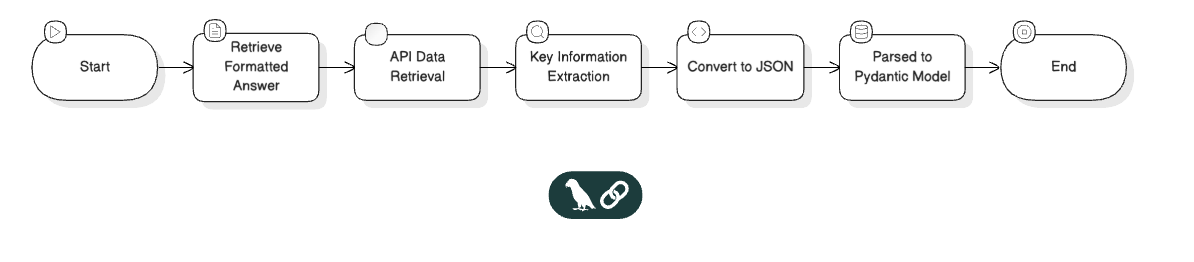 Start
Retrieve
Formatted
Answer
API Data
Retrieval
Key Information
Extraction
Convert to JSON
Parsed to
Pydantic Model
End